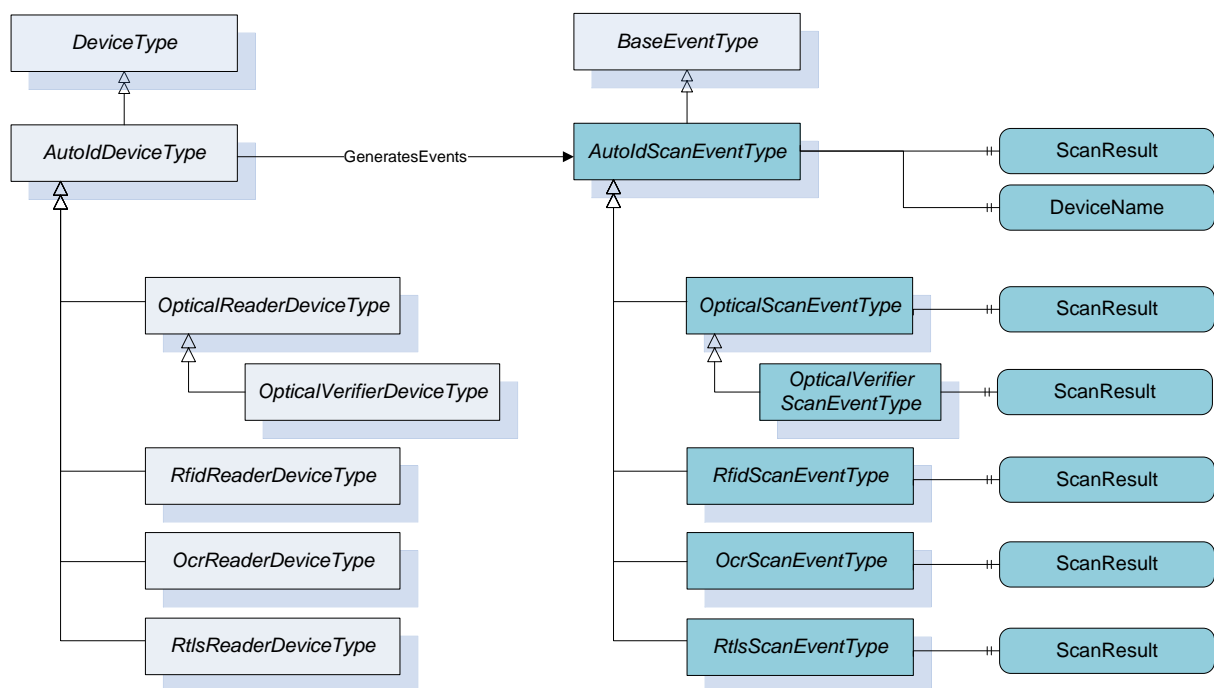 DeviceType
BaseEventType
AutoIdDeviceType
GeneratesEvents
AutoIdScanEventType
ScanResult
DeviceName
OpticalReaderDeviceType
OpticalScanEventType
ScanResult
OpticalVerifierDeviceType
OpticalVerifier
ScanEventType
ScanResult
RfidReaderDeviceType
RfidScanEventType
ScanResult
OcrReaderDeviceType
OcrScanEventType
ScanResult
RtlsReaderDeviceType
RtlsScanEventType
ScanResult